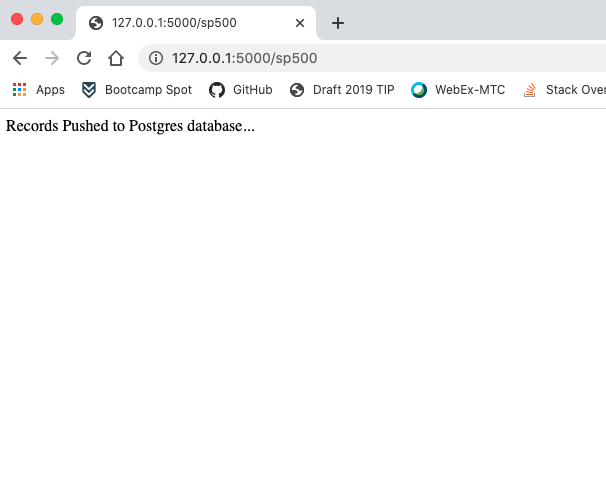 127.0.0.1:5000/sp500
127.0.0.1:5000/sp500
Apps Bootcamp Spot GitHub Draft 2019 TIP WebEx-MTC Stack Over
Records Pushed to Postgres database...